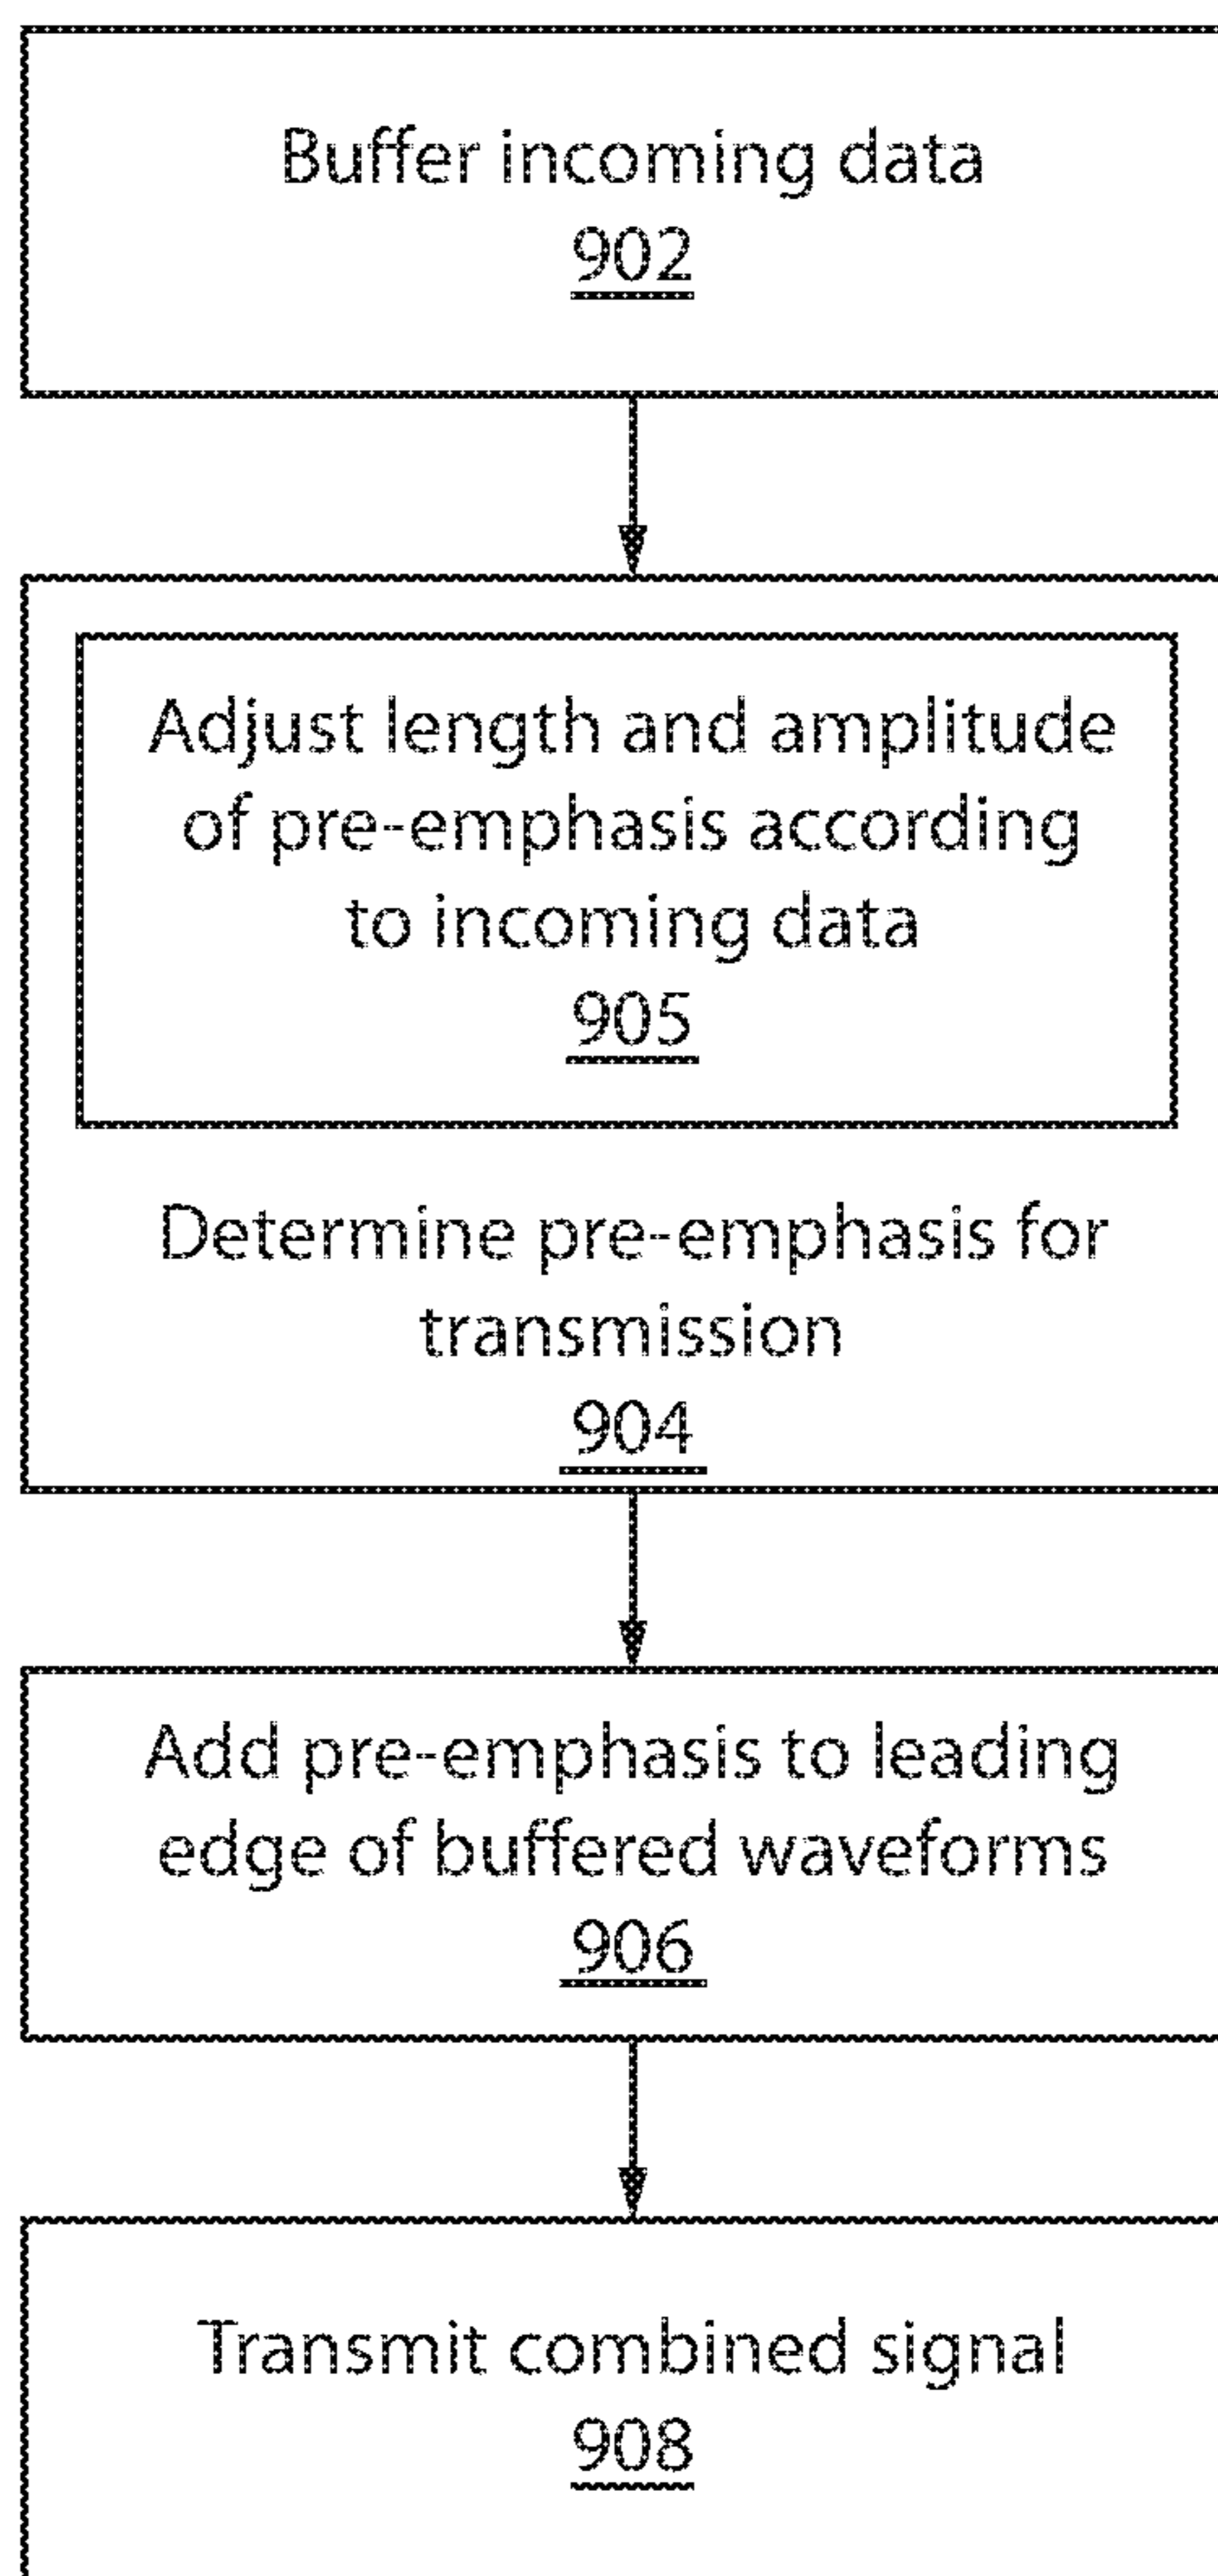 Buffer incoming data
902
Adjust length and amplitude
of pre-emphasis according
to incoming data
905
Determine pre-emphasis for
transmission
904
Add pre-emphasis to leading
edge of buffered waveforms
906
Transmit combined signal
908